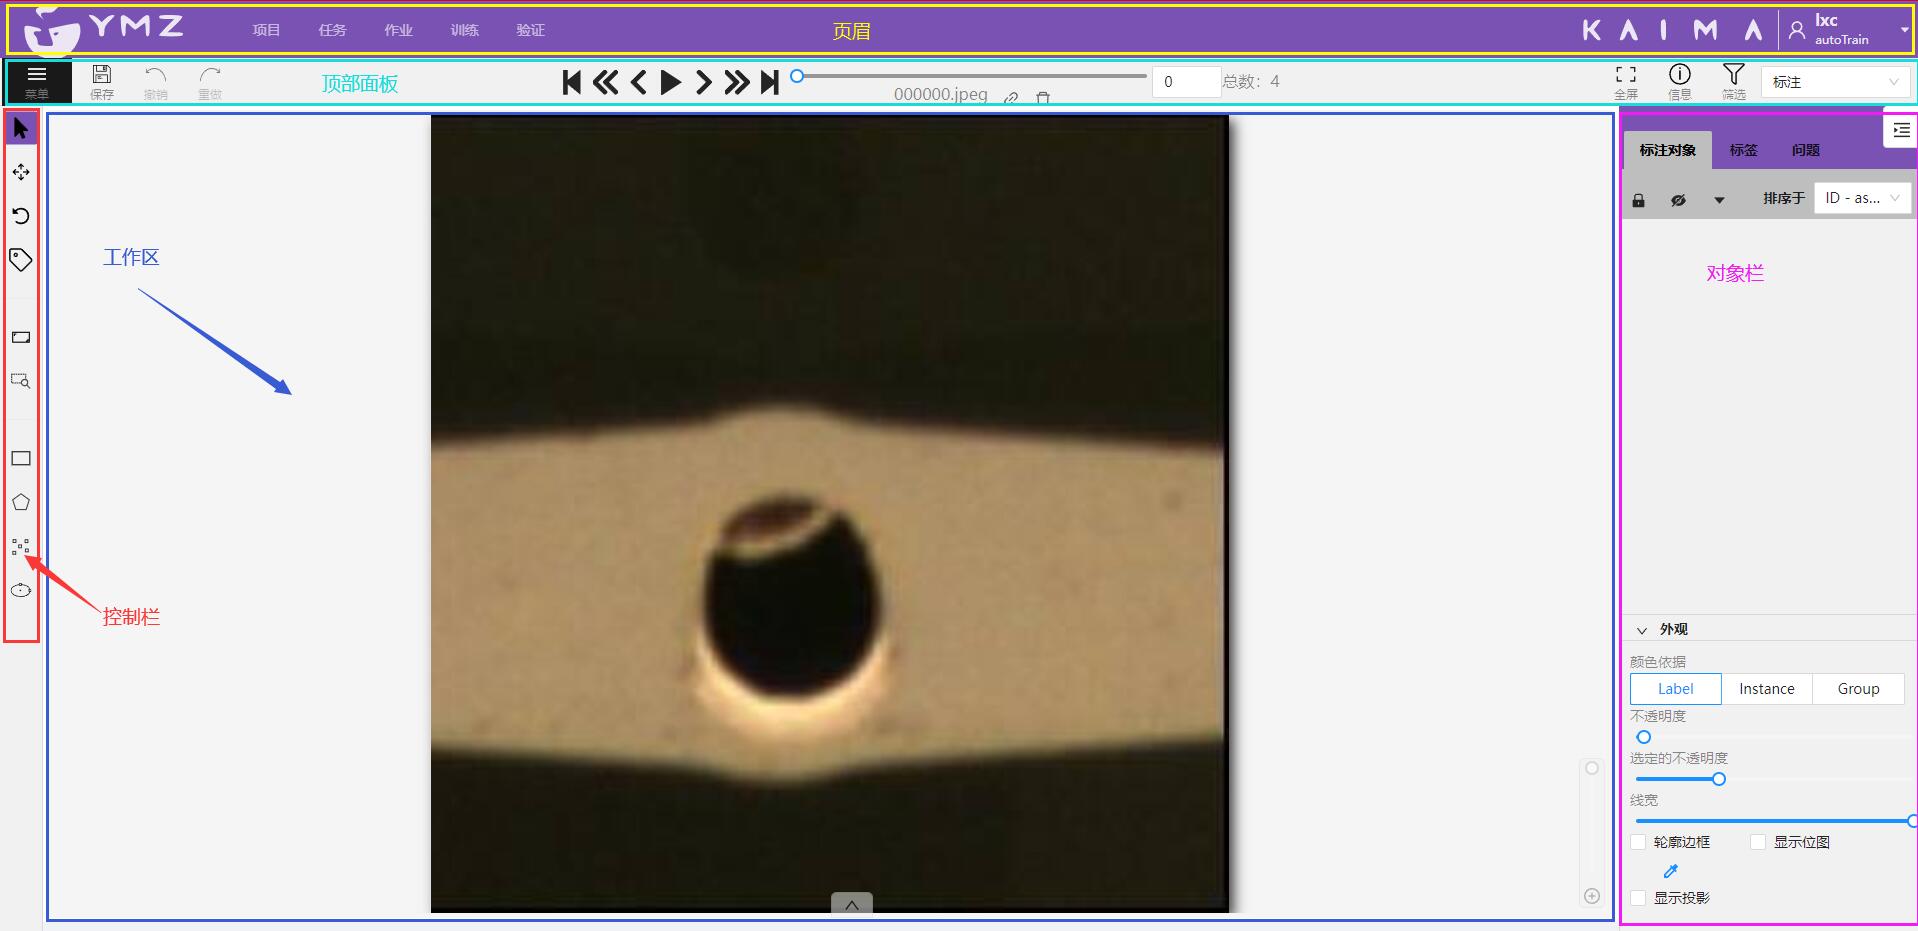 YMZ 项目 任务 作业 训练 验证 页眉 KAIMA lxc
autoTrain
菜单 保存 撤销 重做 顶部面板 000000.jpeg 0 总数：4 全屏 信息 筛选 标注
标注对象 标签 问题
排序于 ID - as...
工作区
对象栏
控制栏
外观
颜色依据
Label Instance Group
不透明度
选定的不透明度
线宽
轮廓边框 显示位图
显示投影